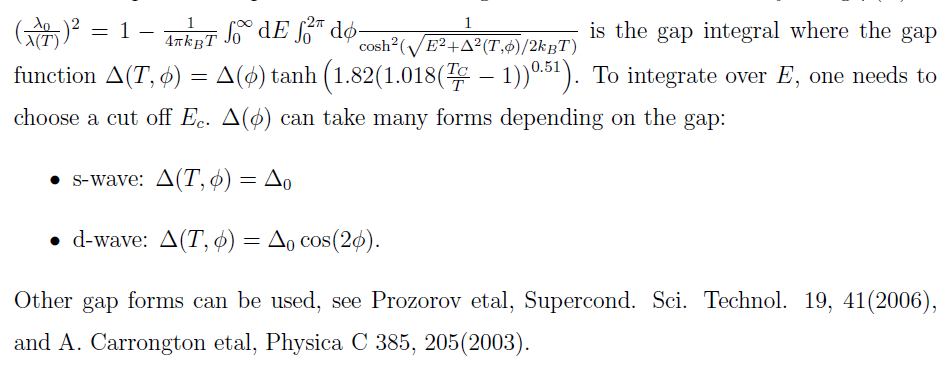 $(\frac{\lambda_0}{\lambda(T)})^2 = 1 - \frac{1}{4\pi k_B T} \int_0^\infty \mathrm{d}E \int_0^{2\pi} \mathrm{d}\phi \frac{1}{\cosh^2(\sqrt{E^2+\Delta^2(T,\phi)}/2k_B T)}$ is the gap integral where the gap
function $\Delta(T, \phi) = \Delta(\phi) \tanh\left(1.82(1.018(\frac{T_C}{T} - 1))^{0.51}\right)$. To integrate over $E$, one needs to
choose a cut off $E_c$. $\Delta(\phi)$ can take many forms depending on the gap:
• s-wave: $\Delta(T, \phi) = \Delta_0$
• d-wave: $\Delta(T, \phi) = \Delta_0 \cos(2\phi)$.
Other gap forms can be used, see Prozorov etal, Supercond. Sci. Technol. 19, 41(2006),
and A. Carrongton etal, Physica C 385, 205(2003).